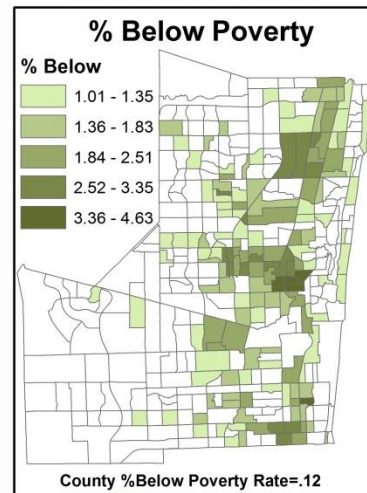 % Below Poverty
% Below
1.01 - 1.35
1.36 - 1.83
1.84 - 2.51
2.52 - 3.35
3.36 - 4.63
County %Below Poverty Rate=.12